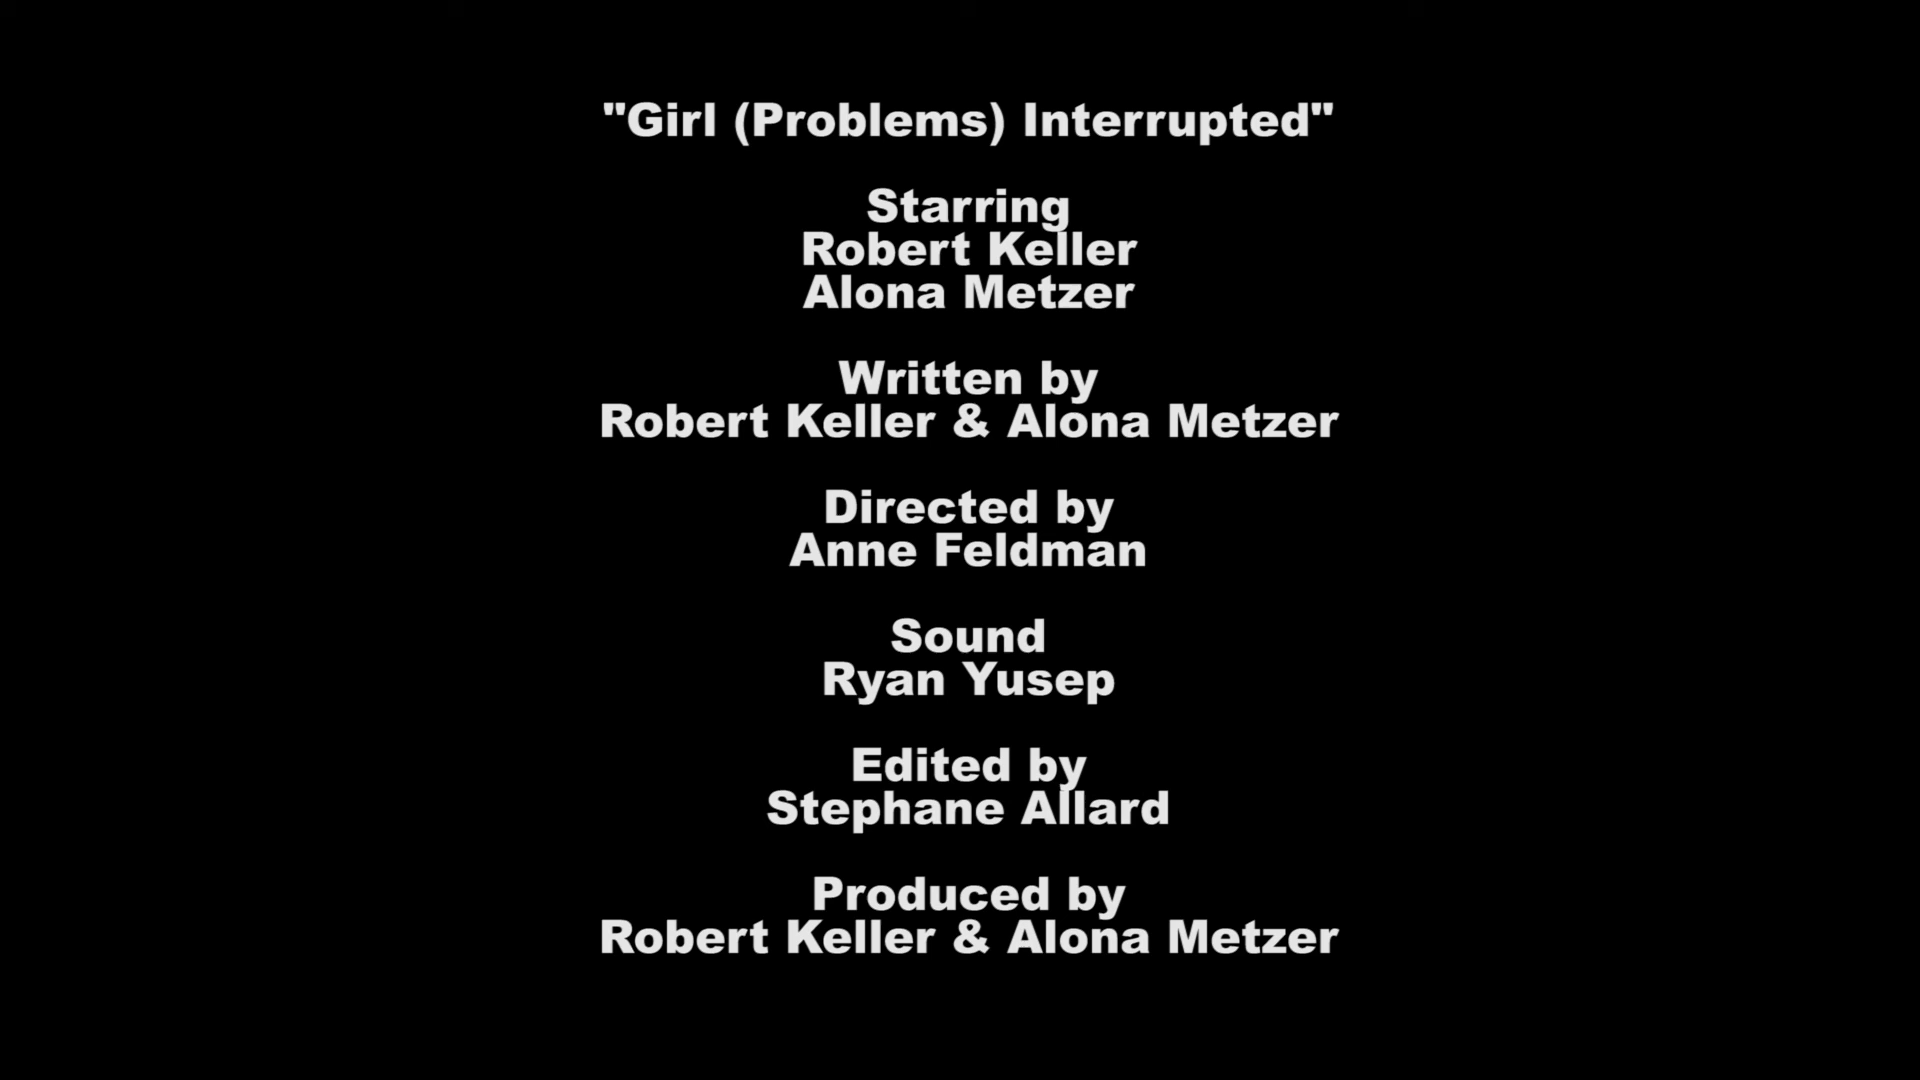 "Girl (Problems) Interrupted"
Starring
Robert Keller
Alona Metzer
Written by
Robert Keller & Alona Metzer
Directed by
Anne Feldman
Sound
Ryan Yusep
Edited by
Stephane Allard
Produced by
Robert Keller & Alona Metzer